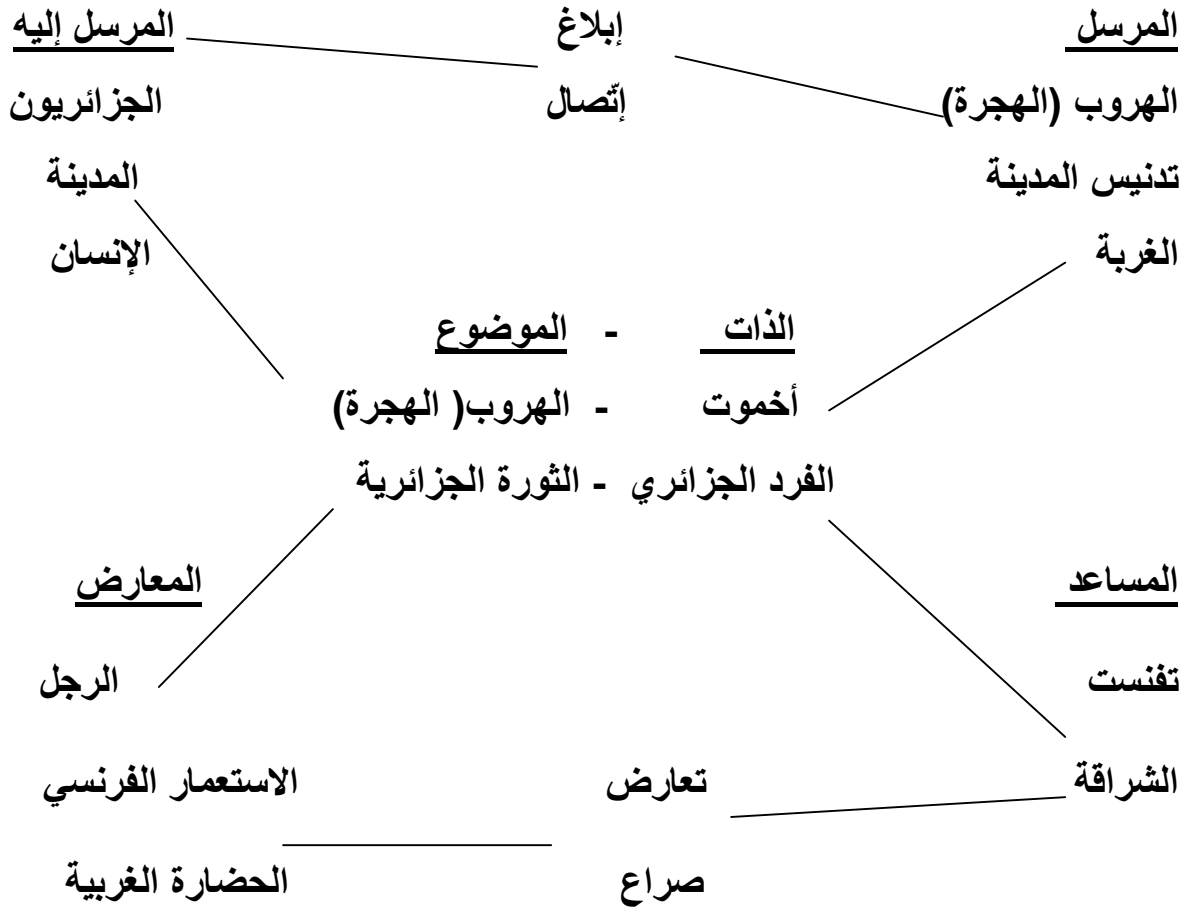 المرسل إبلاغ المرسل إليه
الهروب (الهجرة) إتّصال الجزائريون
تدنيس المدينة المدينة
الغربة الإنسان
الذات - الموضوع
أخموت - الهروب( الهجرة)
الفرد الجزائري - الثورة الجزائرية
المساعد المعارض
تفنست الرجل
الشراقة تعارض الاستعمار الفرنسي
صراع الحضارة الغربية